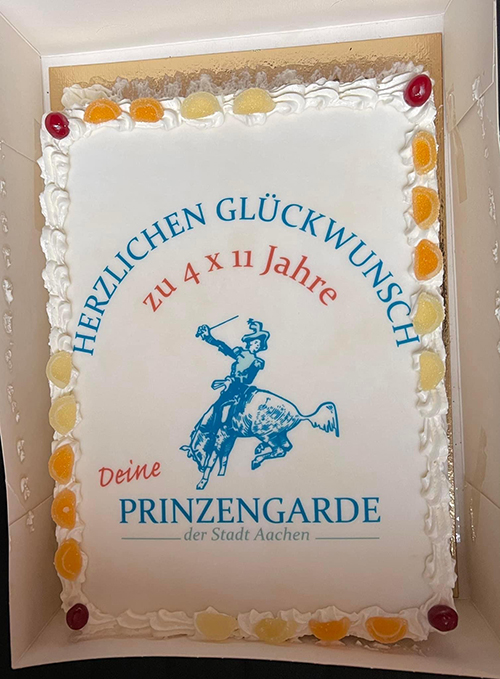 HERZLICHEN GLÜCKWUNSCH
zu 4 x 11 Jahre
Deine
PRINZENGARDE
der Stadt Aachen